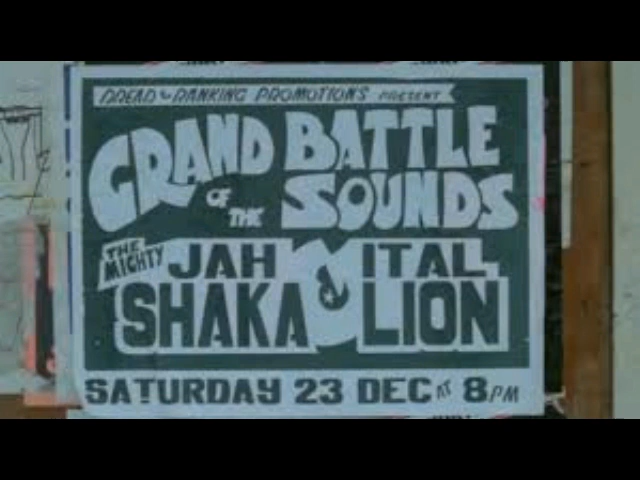 DREAD & RANKING PROMOTIONS PRESENT
GRAND BATTLE
OF THE SOUNDS
THE MIGHTY JAH SHAKA & ITAL LION
SATURDAY 23 DEC AT 8PM